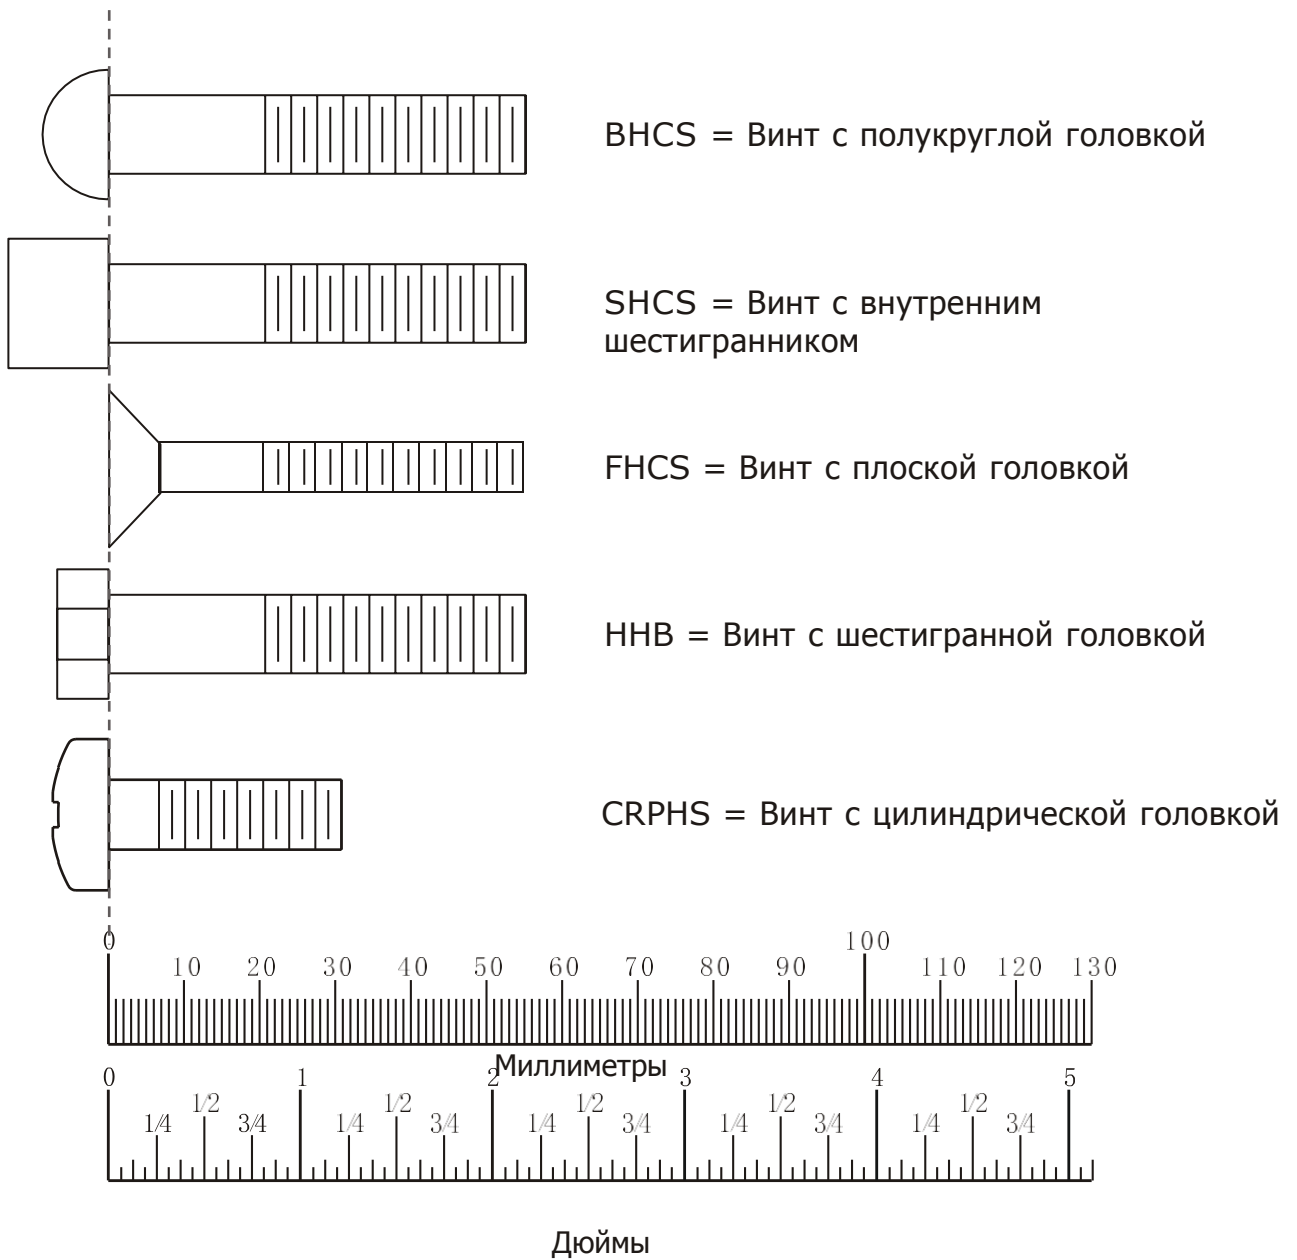 BHCS = Винт с полукруглой головкой
SHCS = Винт с внутренним
шестигранником
FHCS = Винт с плоской головкой
HHB = Винт с шестигранной головкой
CRPHS = Винт с цилиндрической головкой
0 100
10 20 30 40 50 60 70 80 90 110 120 130
Миллиметры
0 1 2 3 4 5
1/2 1/2 1/2 1/2 1/2
1/4 3/4 1/4 3/4 1/4 3/4 1/4 3/4 1/4 3/4
Дюймы